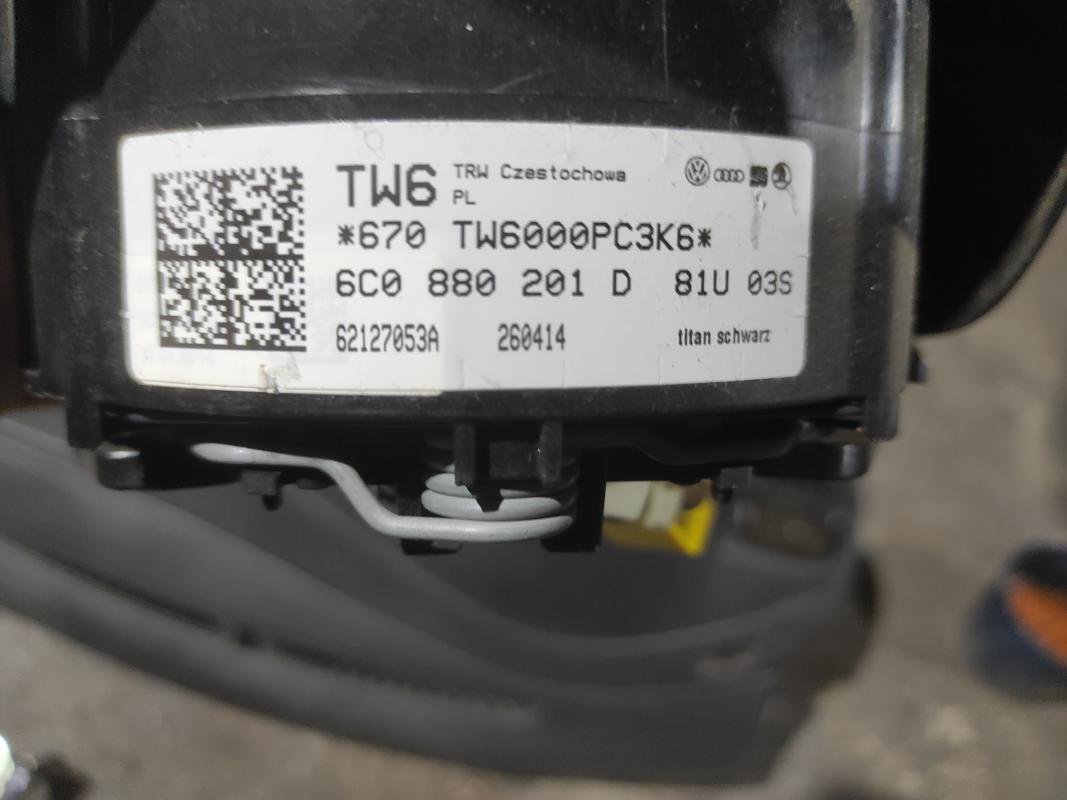 TW6 TRW Czestochowa
PL
*670 TW6000PC3K6*
6C0 880 201 D 81U 03S
62127053A 260414 titan schwarz